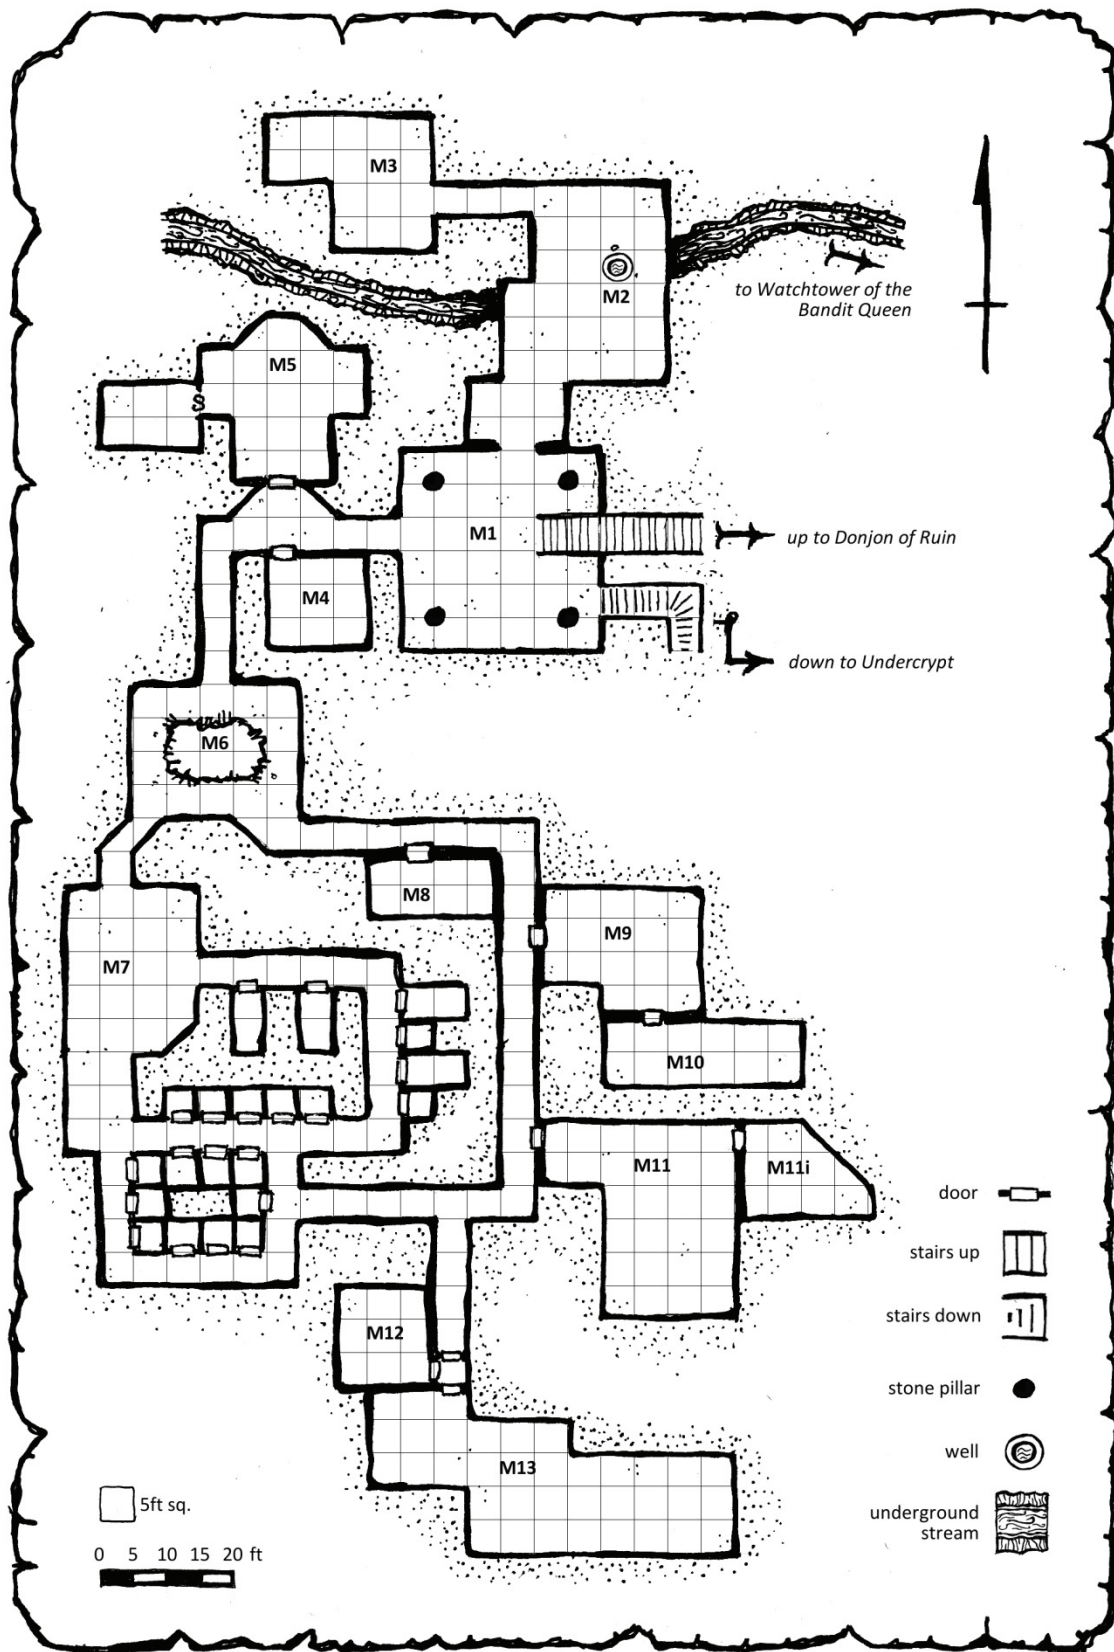 M3
to Watchtower of the
Bandit Queen
M2
M5
S
M1
up to Donjon of Ruin
M4
down to Undercrypt
M6
M8
M9
M7
M10
M11
M11i
door
stairs up
stairs down
M12
stone pillar
well
M13
5ft sq.
underground
stream
0 5 10 15 20 ft